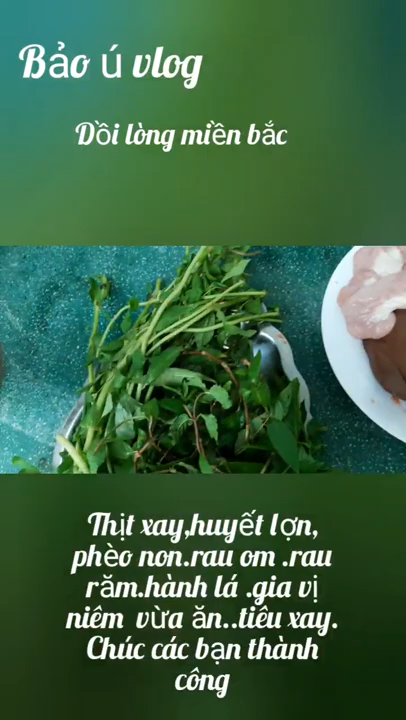 Bảo ú vlog
Dồi lòng miền bắc
Thịt xay,huyết lợn,
phèo non.rau om .rau
răm.hành lá .gia vị
niêm vừa ăn..tiêu xay.
Chúc các bạn thành
công